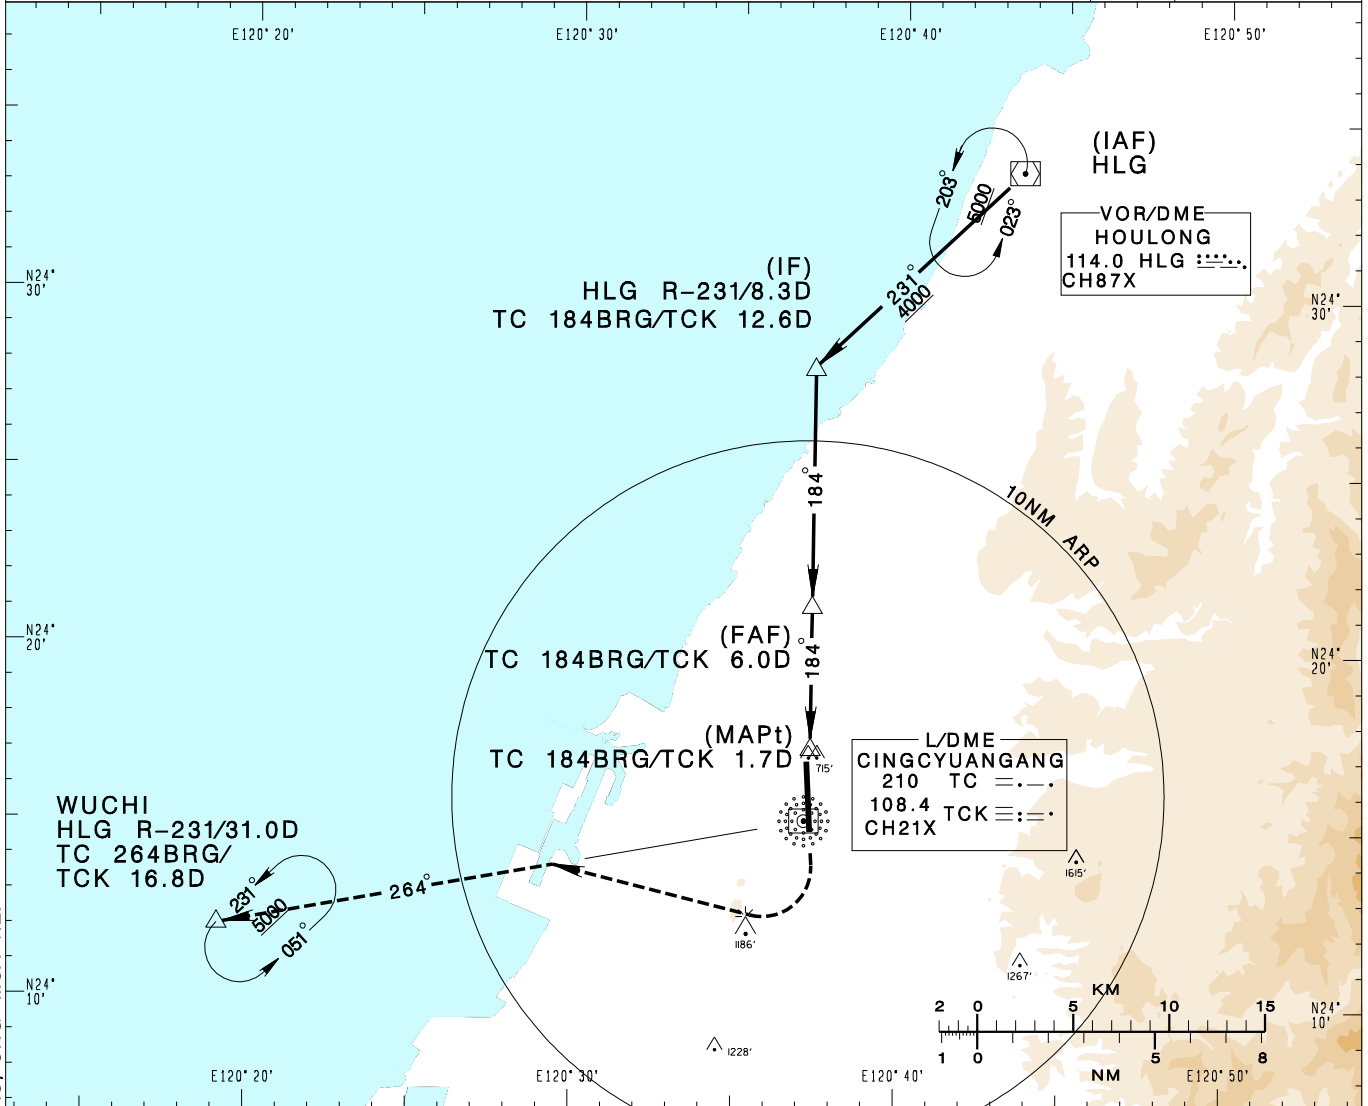 E120° 20'
E120° 30'
E120° 40'
E120° 50'
(IAF)
HLG
203°
5000
023°
VOR/DME
HOULONG
114.0 HLG
CH87X
(IF)
HLG R-231/8.3D
TC 184BRG/TCK 12.6D
231°
4000
N24°
30'
N24°
30'
184°
10NM ARP
(FAF)
TC 184BRG/TCK 6.0D
184°
N24°
20'
N24°
20'
(MAPt)
TC 184BRG/TCK 1.7D
715'
L/DME
CINGCYUANGANG
210 TC
108.4
TCK
CH21X
WUCHI
HLG R-231/31.0D
TC 264BRG/
TCK 16.8D
231°
5000
051°
264°
1615'
1186'
1267'
1228'
N24°
10'
N24°
10'
KM
2 0 5 10 15
1 0 5 8
NM
E120° 20'
E120° 30'
E120° 40'
E120° 50'